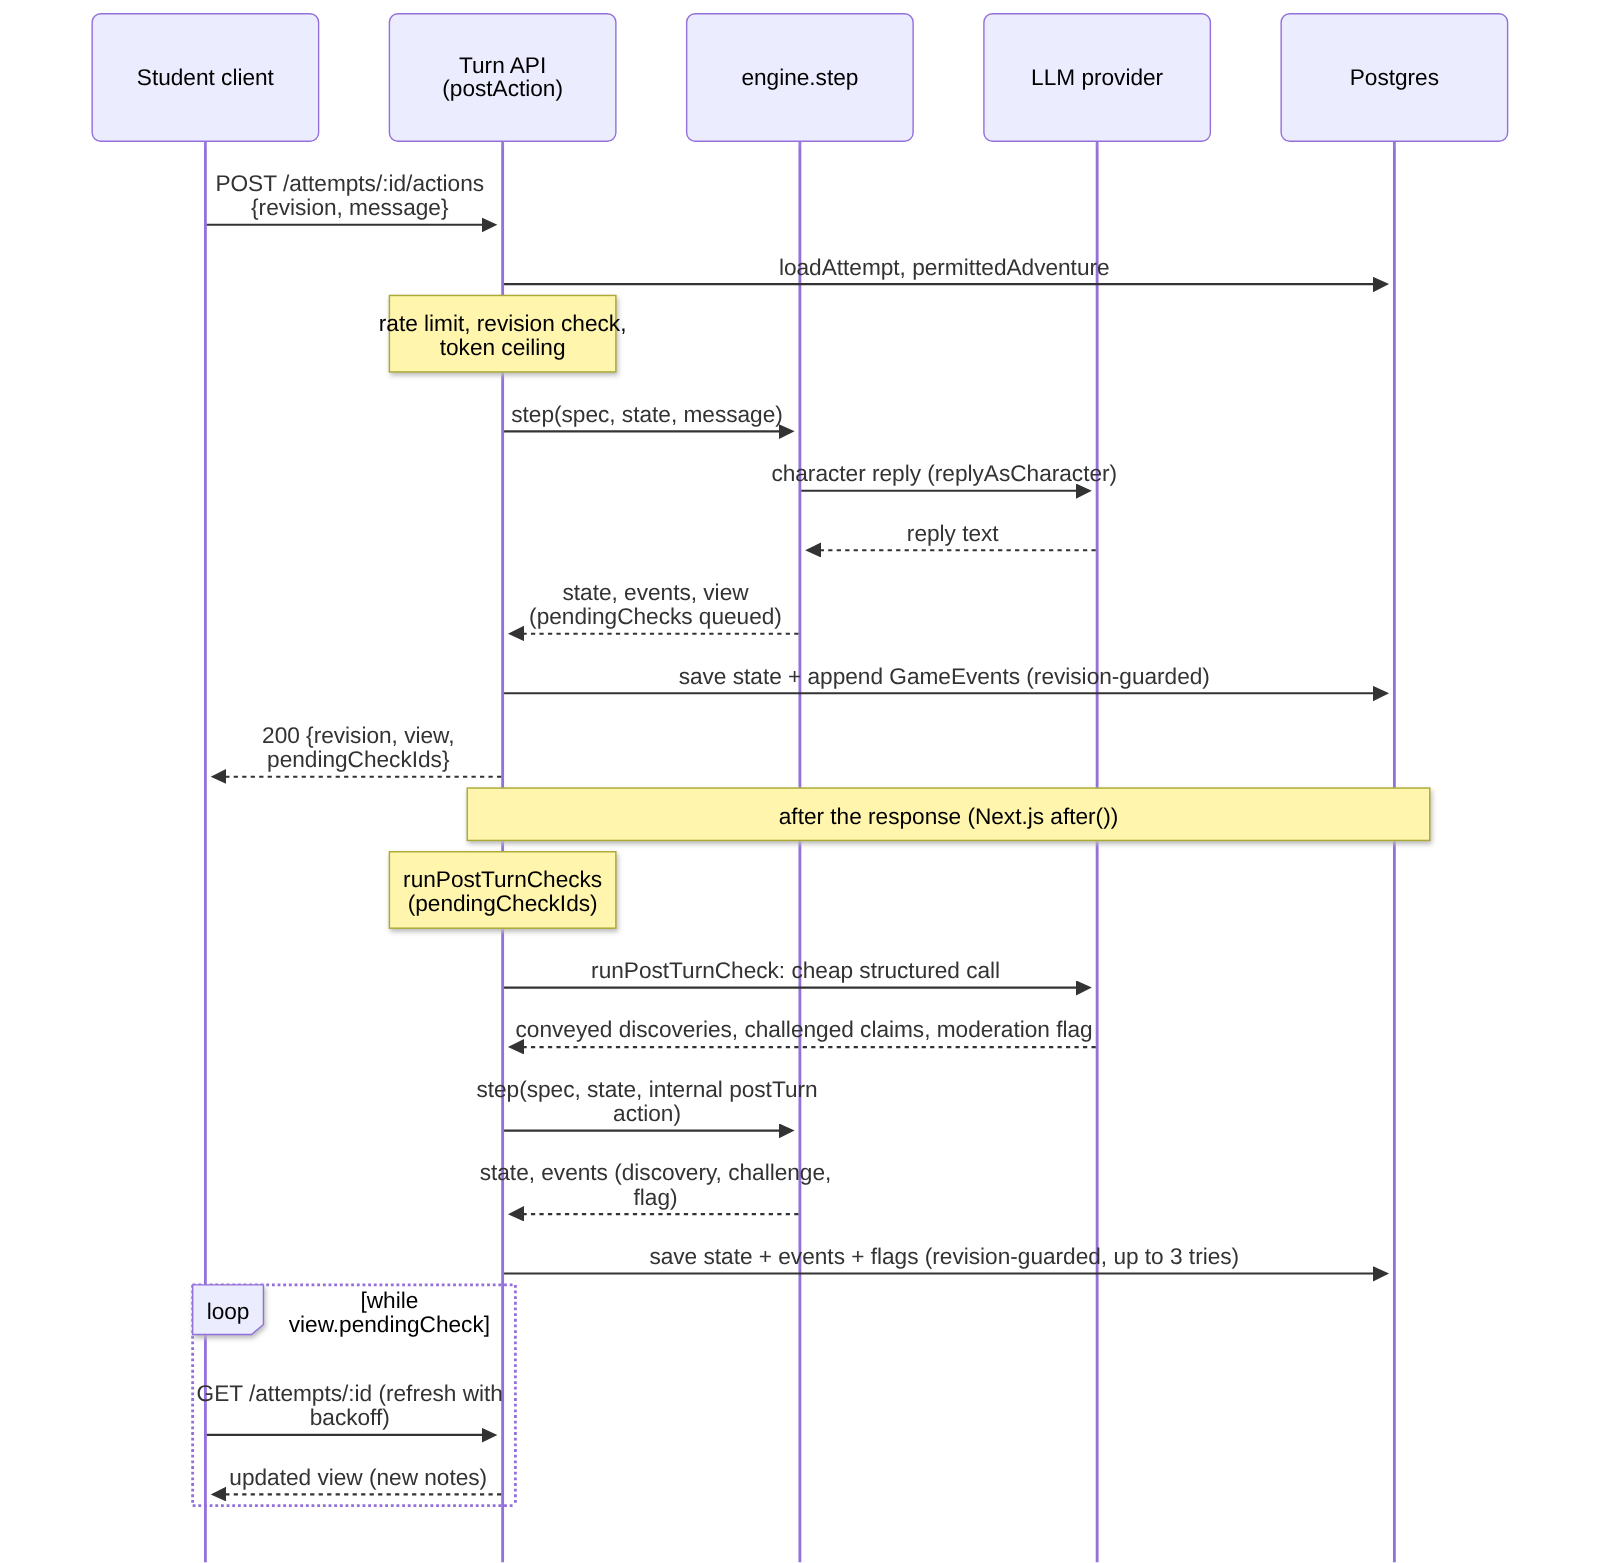 Student client
Turn API
(postAction)
engine.step
LLM provider
Postgres
POST /attempts/:id/actions
{revision, message}
loadAttempt, permittedAdventure
rate limit, revision check,
token ceiling
step(spec, state, message)
character reply (replyAsCharacter)
reply text
state, events, view
(pendingChecks queued)
save state + append GameEvents (revision-guarded)
200 {revision, view,
pendingCheckIds}
after the response (Next.js after())
runPostTurnChecks
(pendingCheckIds)
runPostTurnCheck: cheap structured call
conveyed discoveries, challenged claims, moderation flag
step(spec, state, internal postTurn
action)
state, events (discovery, challenge,
flag)
save state + events + flags (revision-guarded, up to 3 tries)
loop
[while
view.pendingCheck]
GET /attempts/:id (refresh with
backoff)
updated view (new notes)